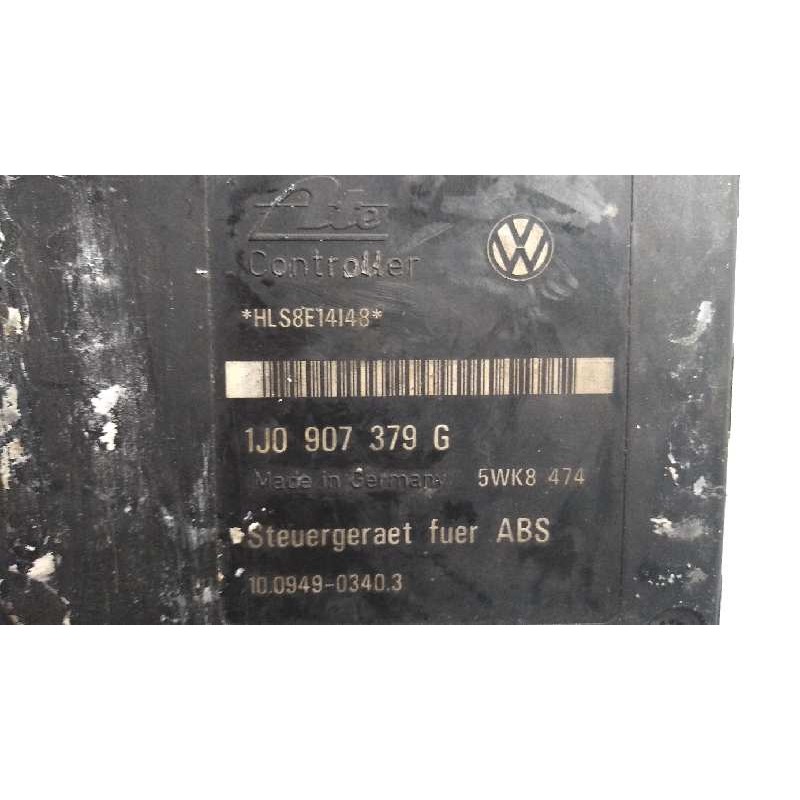 Ate
Controller
*HLS8E14148*
1J0 907 379 G
Made in Germany 5WK8 474
Steuergeraet fuer ABS
10.0949-0340.3